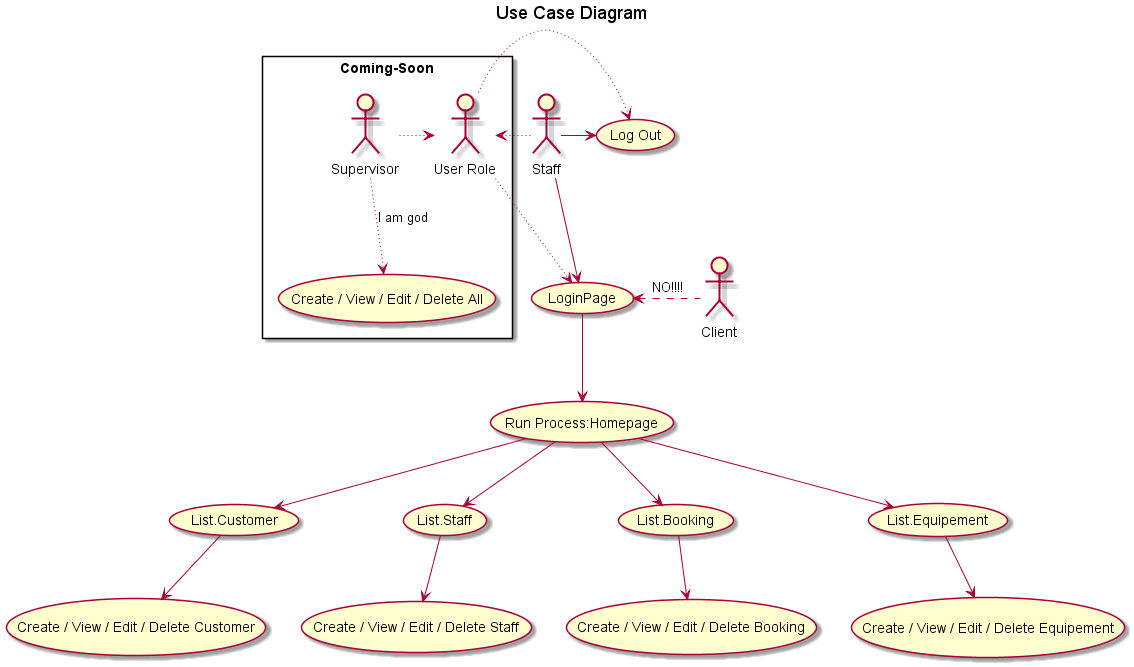 Use Case Diagram
Coming-Soon
Supervisor
User Role
Staff
Log Out
I am god
Create / View / Edit / Delete All
LoginPage
NO!!!!
Client
Run Process:Homepage
List.Customer
List.Staff
List.Booking
List.Equipement
Create / View / Edit / Delete Customer
Create / View / Edit / Delete Staff
Create / View / Edit / Delete Booking
Create / View / Edit / Delete Equipement